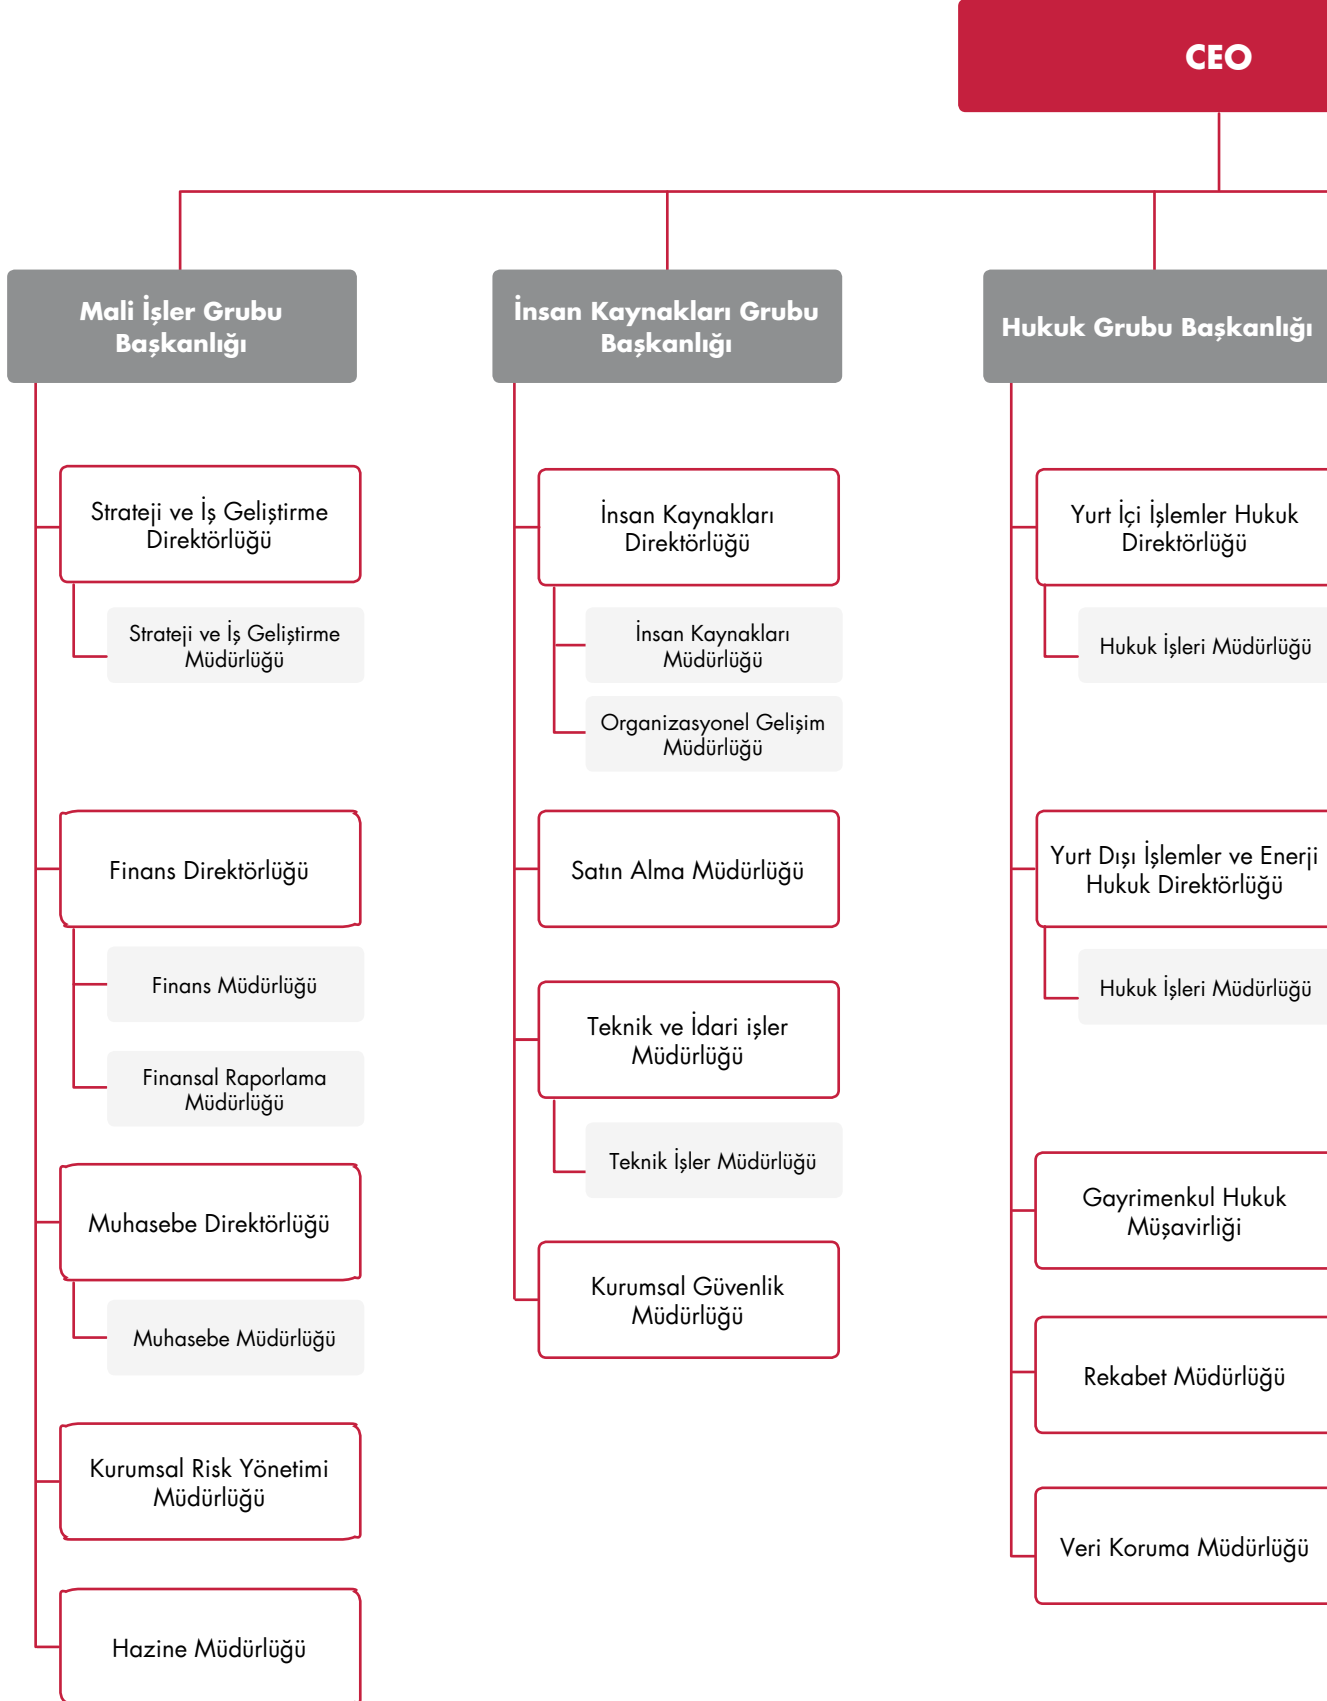 CEO
Mali İşler Grubu
Başkanlığı
Strateji ve İş Geliştirme
Direktörlüğü
Strateji ve İş Geliştirme
Müdürlüğü
Finans Direktörlüğü
Finans Müdürlüğü
Finansal Raporlama
Müdürlüğü
Muhasebe Direktörlüğü
Muhasebe Müdürlüğü
Kurumsal Risk Yönetimi
Müdürlüğü
Hazine Müdürlüğü
İnsan Kaynakları Grubu
Başkanlığı
İnsan Kaynakları
Direktörlüğü
İnsan Kaynakları
Müdürlüğü
Organizasyonel Gelişim
Müdürlüğü
Satın Alma Müdürlüğü
Teknik ve İdari işler
Müdürlüğü
Teknik İşler Müdürlüğü
Kurumsal Güvenlik
Müdürlüğü
Hukuk Grubu Başkanlığı
Yurt İçi İşlemler Hukuk
Direktörlüğü
Hukuk İşleri Müdürlüğü
Yurt Dışı İşlemler ve Enerji
Hukuk Direktörlüğü
Hukuk İşleri Müdürlüğü
Gayrimenkul Hukuk
Müşavirliği
Rekabet Müdürlüğü
Veri Koruma Müdürlüğü